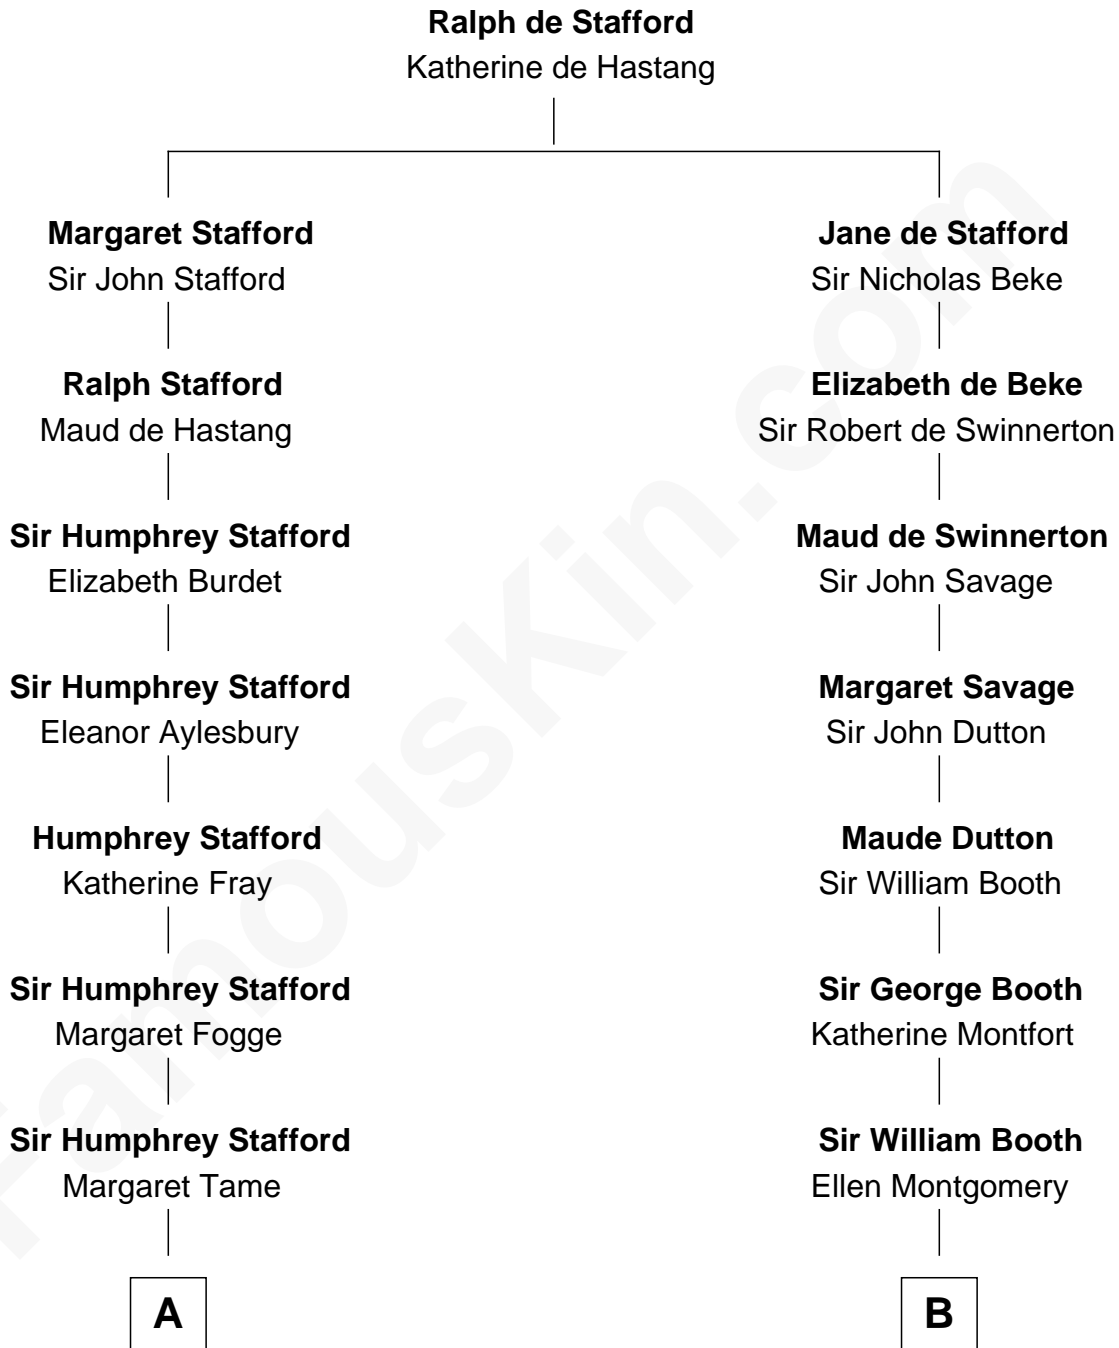 Ralph de Stafford
Katherine de Hastang
Margaret Stafford
Sir John Stafford
Jane de Stafford
Sir Nicholas Beke
Ralph Stafford
Maud de Hastang
Elizabeth de Beke
Sir Robert de Swinnerton
Sir Humphrey Stafford
Elizabeth Burdet
Maud de Swinnerton
Sir John Savage
Sir Humphrey Stafford
Eleanor Aylesbury
Margaret Savage
Sir John Dutton
Humphrey Stafford
Katherine Fray
Maude Dutton
Sir William Booth
Sir Humphrey Stafford
Margaret Fogge
Sir George Booth
Katherine Montfort
Sir Humphrey Stafford
Margaret Tame
Sir William Booth
Ellen Montgomery
A
B
FamousKin.com